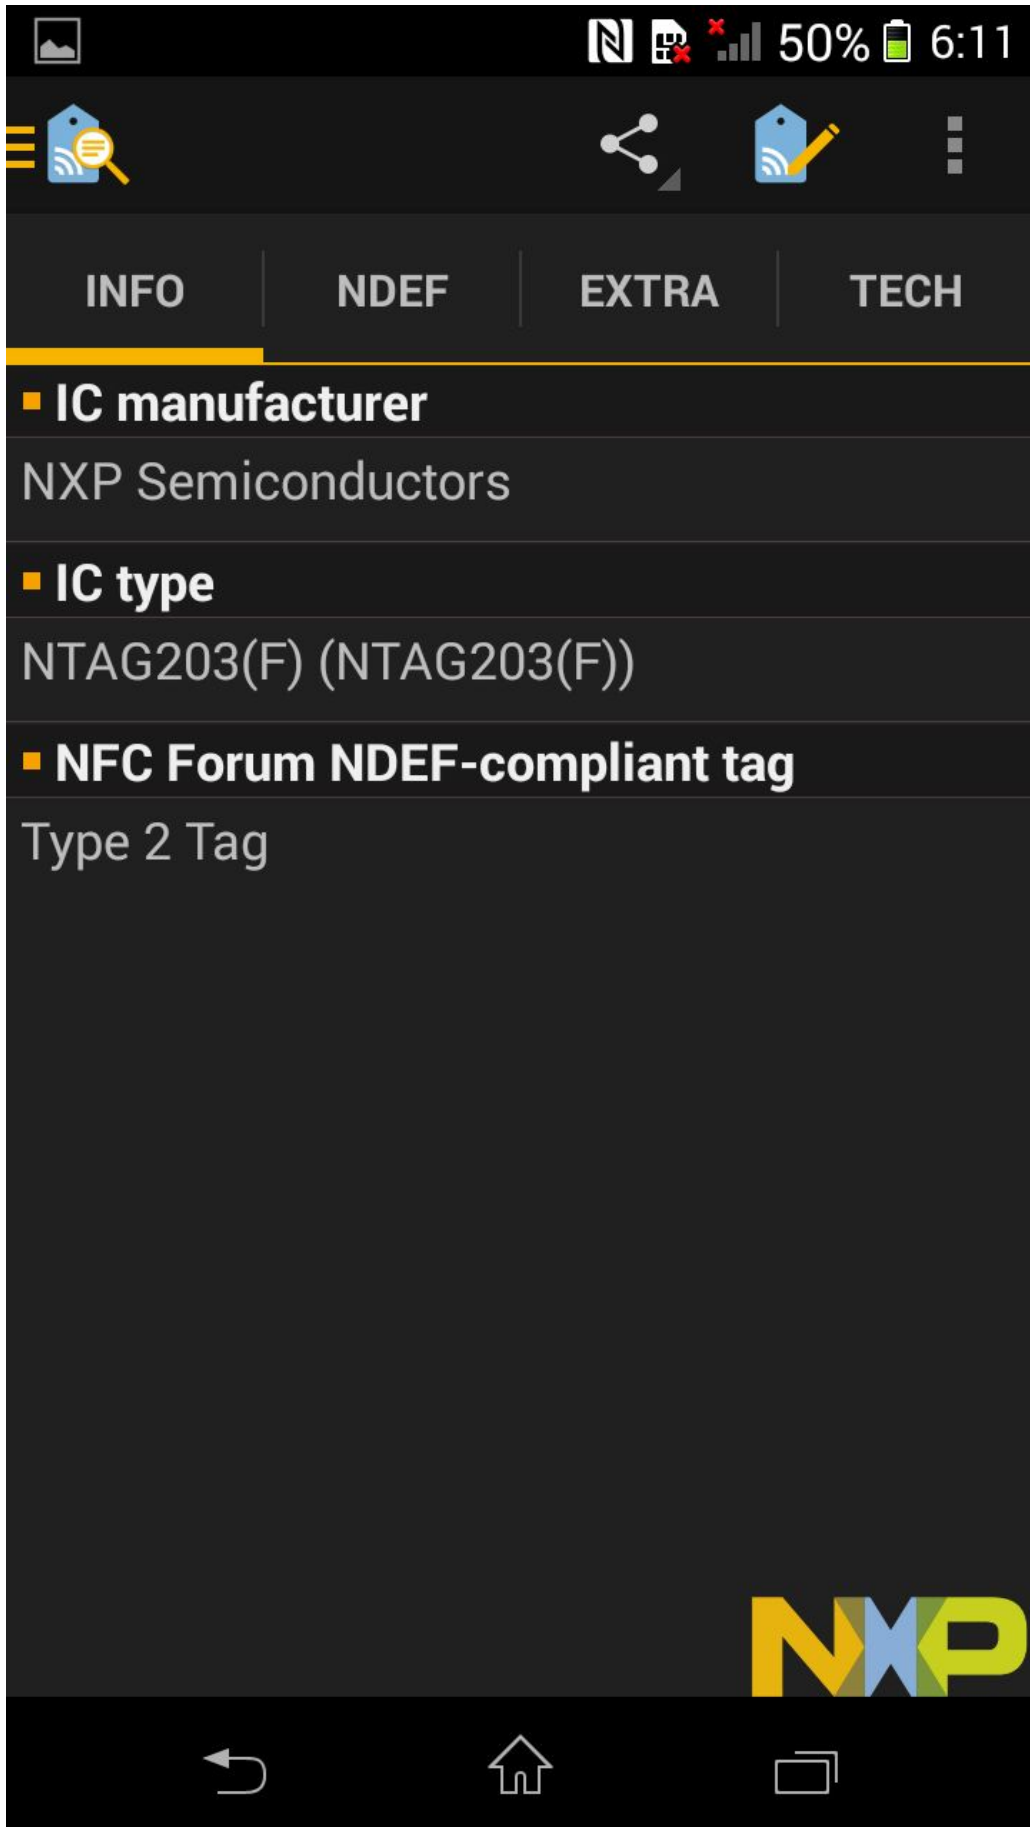 50% 6:11
INFO NDEF EXTRA TECH
IC manufacturer
NXP Semiconductors
IC type
NTAG203(F) (NTAG203(F))
NFC Forum NDEF-compliant tag
Type 2 Tag
NXP